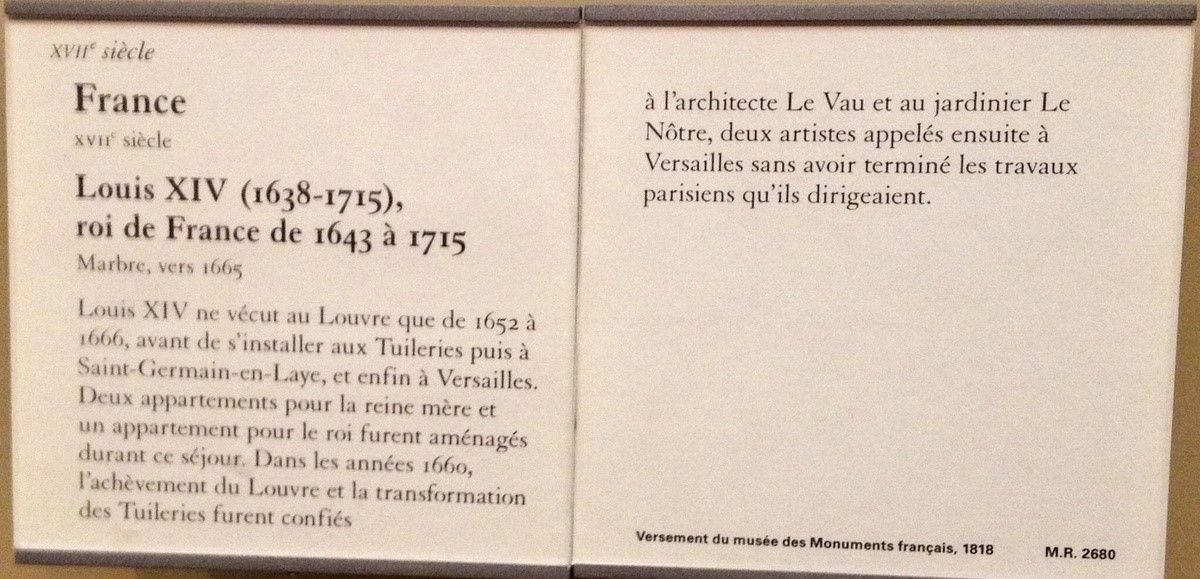 XVIIe siècle
France
XVIIe siècle
Louis XIV (1638-1715),
roi de France de 1643 à 1715
Marbre, vers 1665
Louis XIV ne vécut au Louvre que de 1652 à
1666, avant de s'installer aux Tuileries puis à
Saint-Germain-en-Laye, et enfin à Versailles.
Deux appartements pour la reine mère et
un appartement pour le roi furent aménagés
durant ce séjour. Dans les années 1660,
l'achèvement du Louvre et la transformation
des Tuileries furent confiés
à l'architecte Le Vau et au jardinier Le
Nôtre, deux artistes appelés ensuite à
Versailles sans avoir terminé les travaux
parisiens qu'ils dirigeaient.
Versement du musée des Monuments français, 1818 M.R. 2680